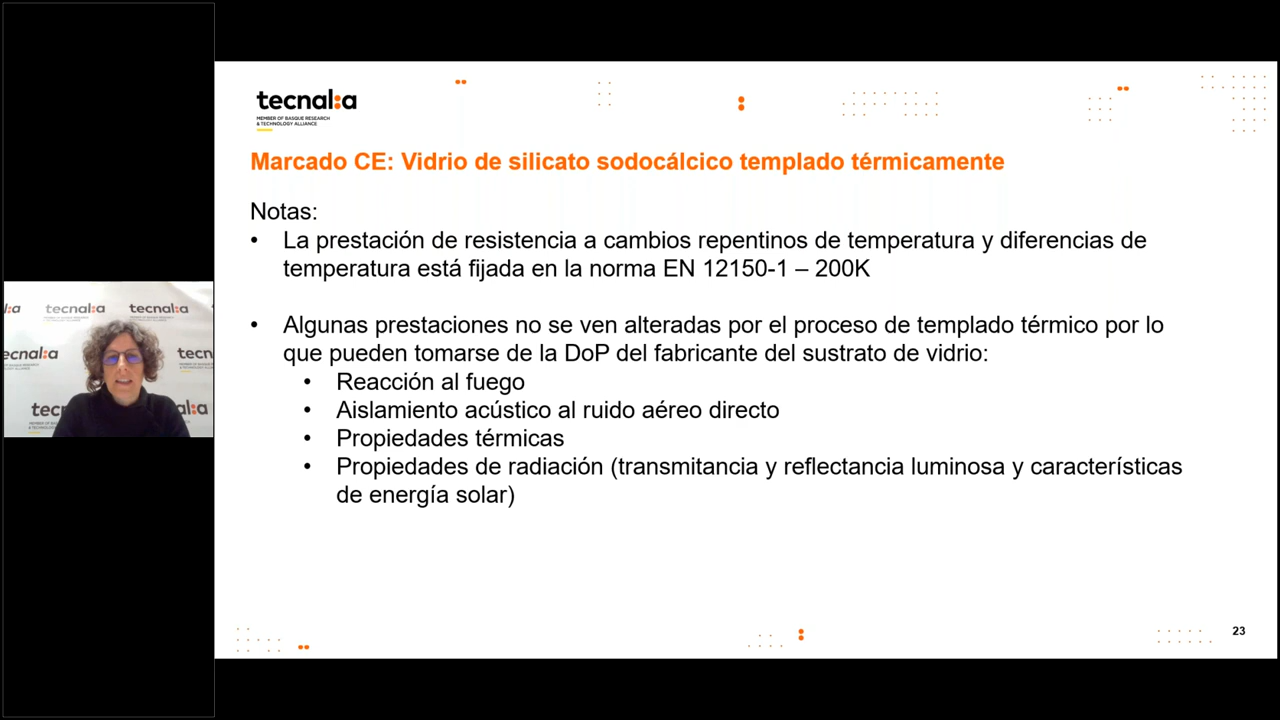 tecnal:a
MEMBER OF BASQUE RESEARCH
& TECHNOLOGY ALLIANCE
Marcado CE: Vidrio de silicato sodocálcico templado térmicamente
Notas:
• La prestación de resistencia a cambios repentinos de temperatura y diferencias de
temperatura está fijada en la norma EN 12150-1 – 200K
• Algunas prestaciones no se ven alteradas por el proceso de templado térmico por lo
que pueden tomarse de la DoP del fabricante del sustrato de vidrio:
• Reacción al fuego
• Aislamiento acústico al ruido aéreo directo
• Propiedades térmicas
• Propiedades de radiación (transmitancia y reflectancia luminosa y características
de energía solar)
23
tecnal:a
tecnal:a